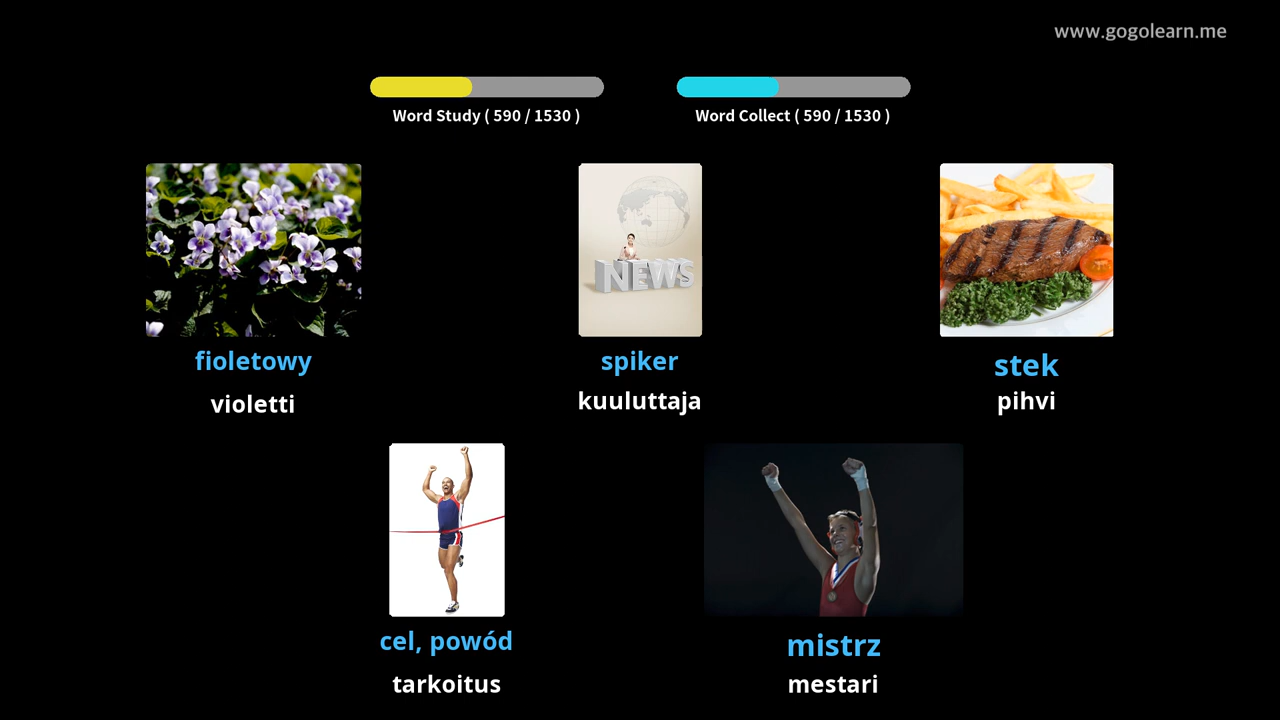 www.gogolearn.me
Word Study ( 590 / 1530 )
Word Collect ( 590 / 1530 )
NEWS
fioletowy
violetti
spiker
kuuluttaja
stek
pihvi
cel, powód
tarkoitus
mistrz
mestari